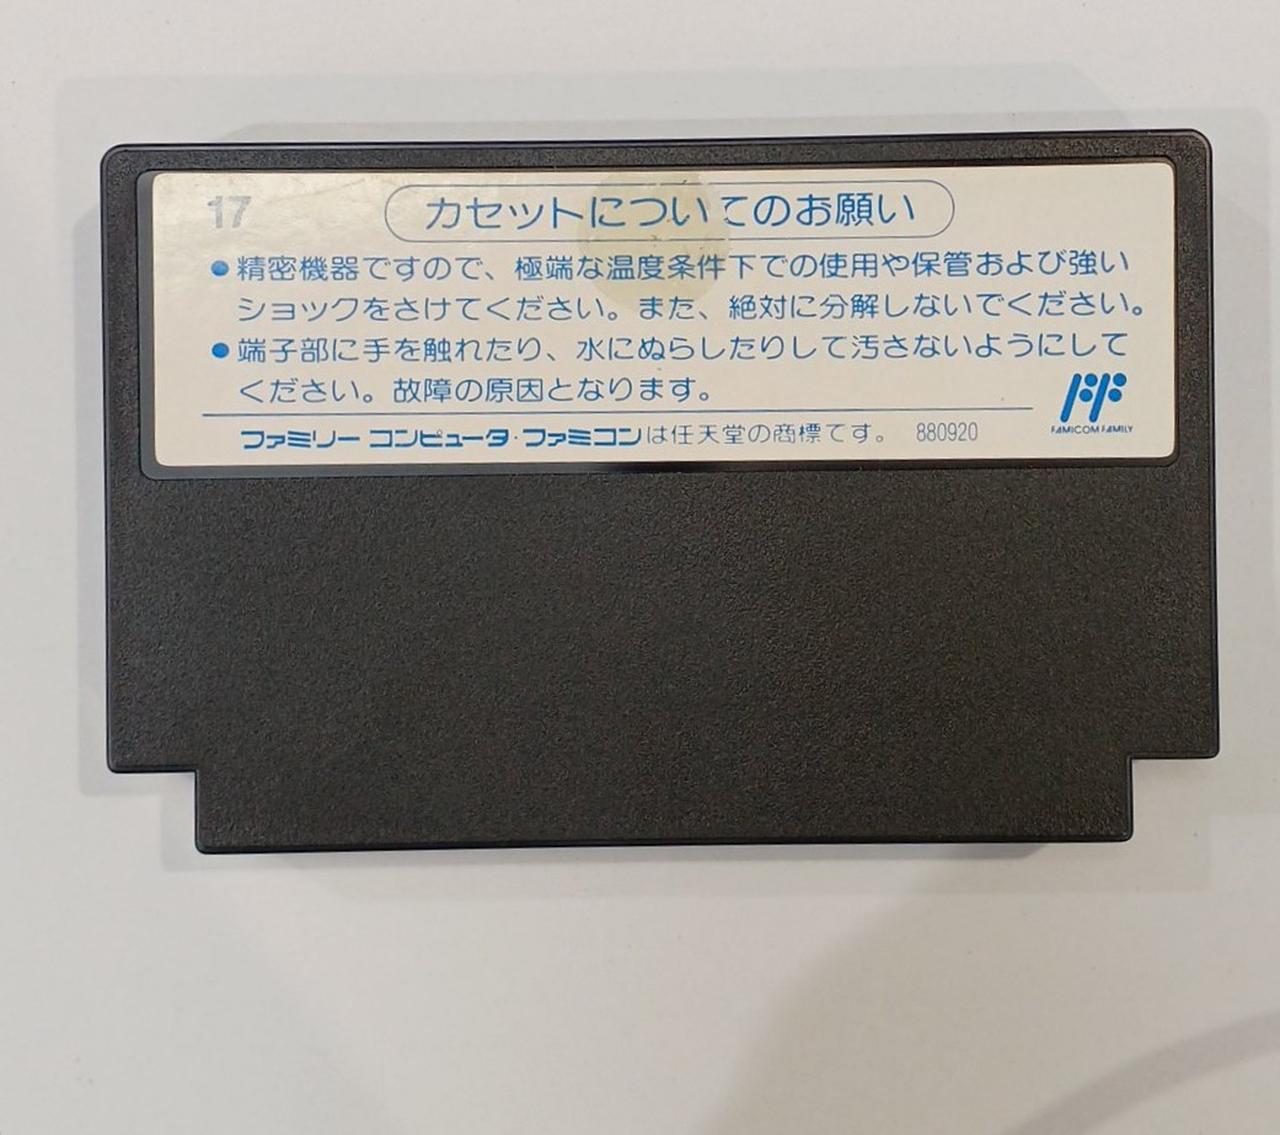 17
カセットについてのお願い
●精密機器ですので、極端な温度条件下での使用や保管および強い
ショックをさけてください。また、絶対に分解しないでください。
●端子部に手を触れたり、水にぬらしたりして汚さないようにして
ください。故障の原因となります。
FAMICOM FAMILY
ファミリー コンピュータ・ファミコンは任天堂の商標です。 880920